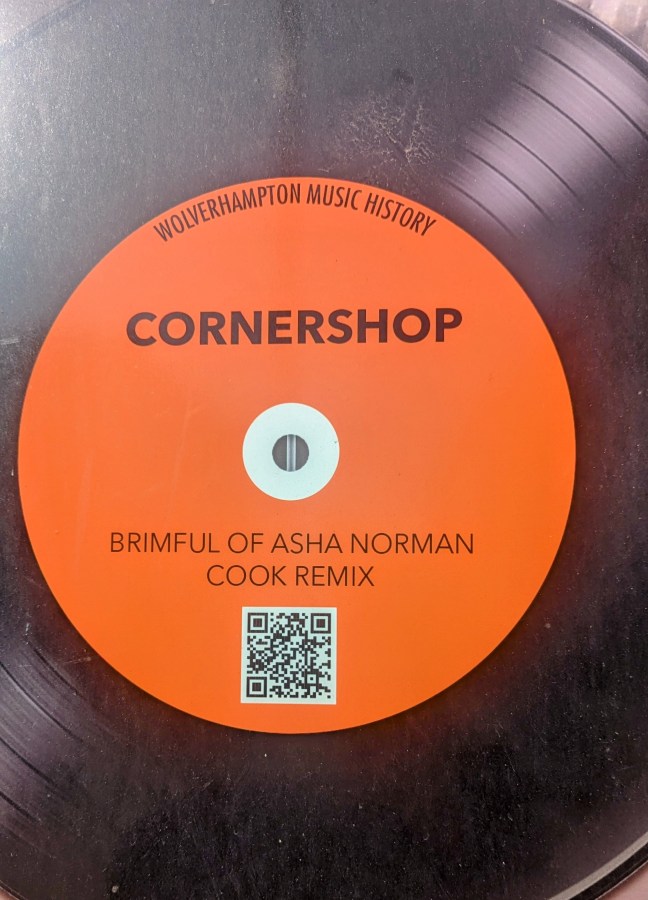 WOLVERHAMPTON MUSIC HISTORY
CORNERSHOP
BRIMFUL OF ASHA NORMAN
COOK REMIX